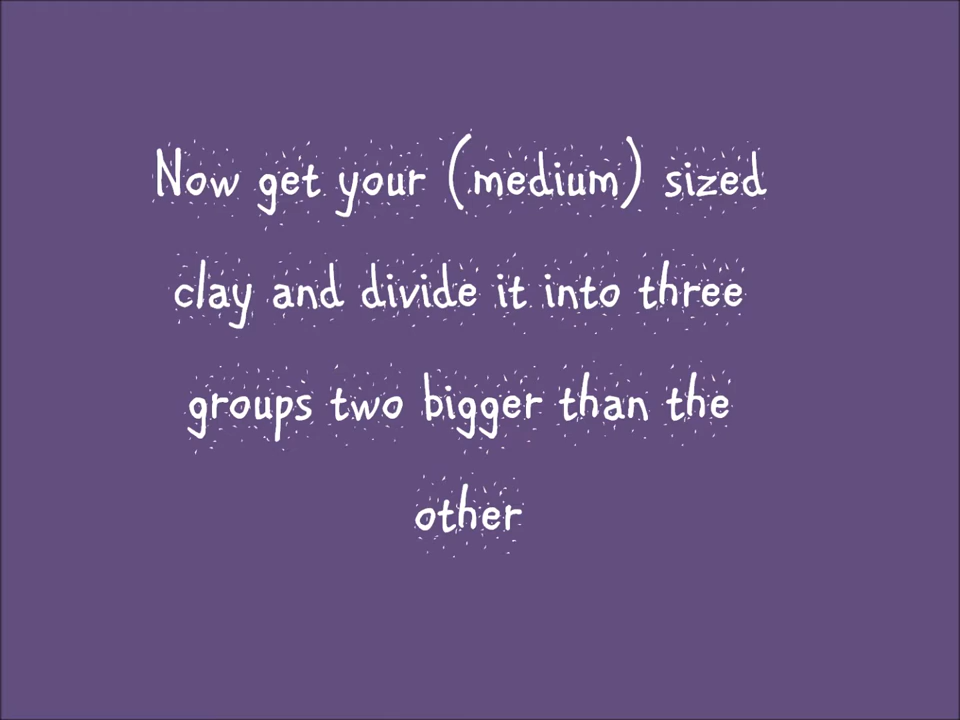 Now get your (medium) sized
clay and divide it into three
groups two bigger than the
other